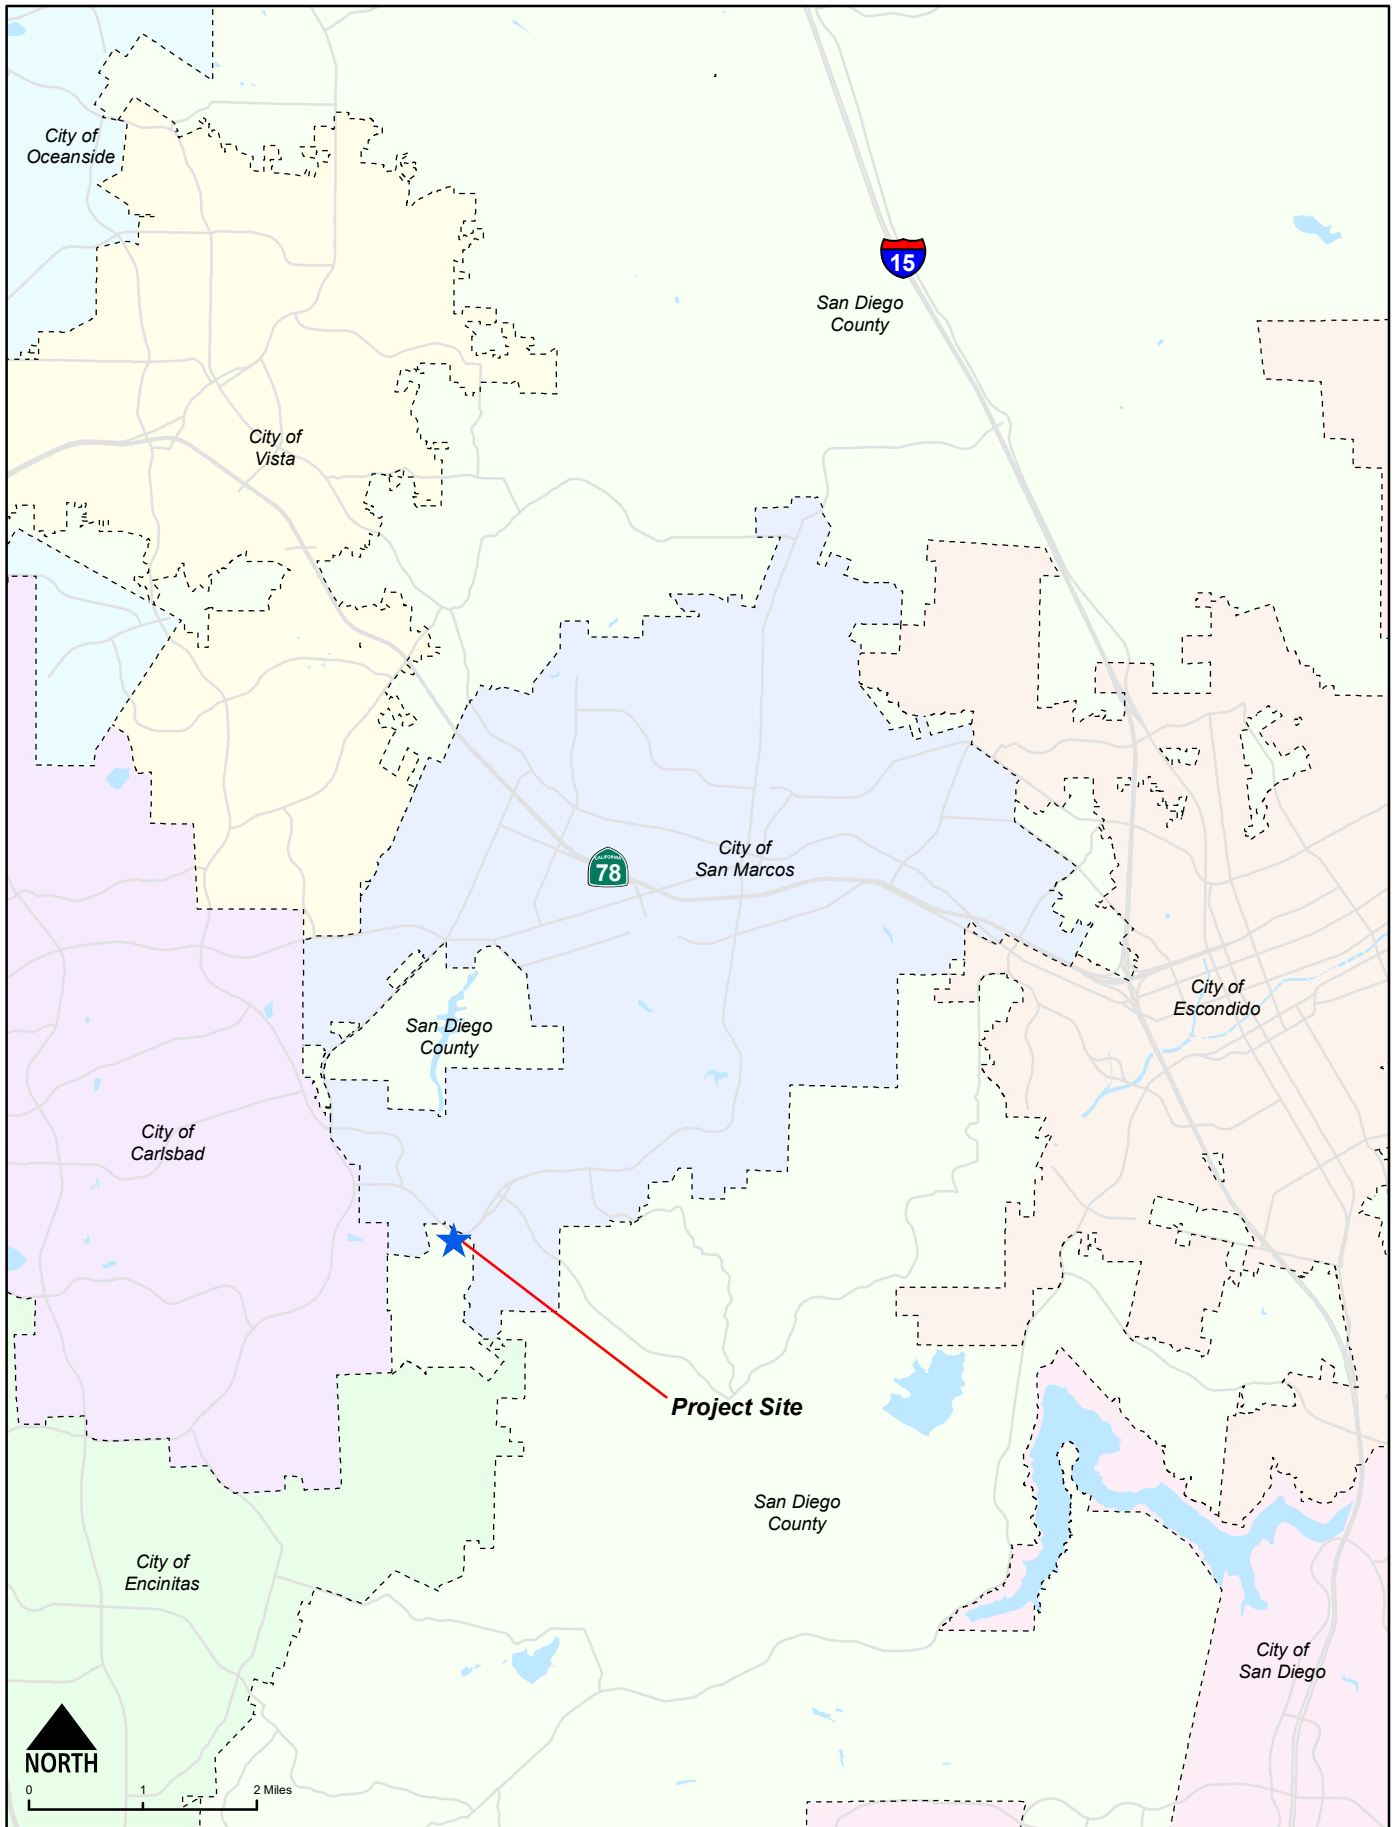 City of
Oceanside
15
San Diego
County
City of
Vista
CALIFORNIA
78
City of
San Marcos
City of
Escondido
San Diego
County
City of
Carlsbad
Project Site
San Diego
County
City of
Encinitas
City of
San Diego
NORTH
0 1 2 Miles